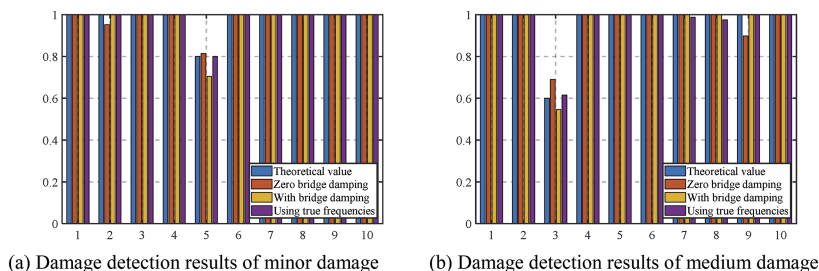 1
0.8
0.6
0.4
0.2
0
1 2 3 4 5 6 7 8 9 10
Theoretical value
Zero bridge damping
With bridge damping
Using true frequencies
(a) Damage detection results of minor damage
1
0.8
0.6
0.4
0.2
0
1 2 3 4 5 6 7 8 9 10
Theoretical value
Zero bridge damping
With bridge damping
Using true frequencies
(b) Damage detection results of medium damage